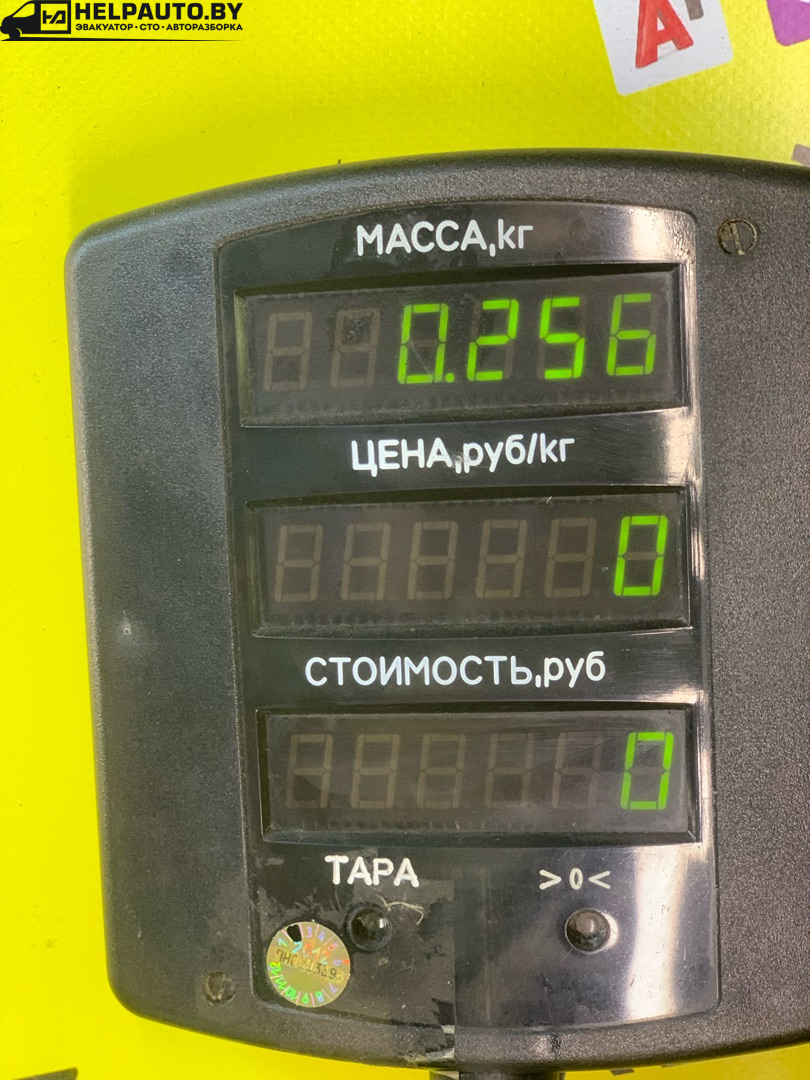 HELPAUTO.BY
ЭВАКУАТОР • СТО • АВТОРАЗБОРКА
МАССА,кг
0.256
ЦЕНА,руб/кг
0
СТОИМОСТЬ,руб
0
ТАРА >0<